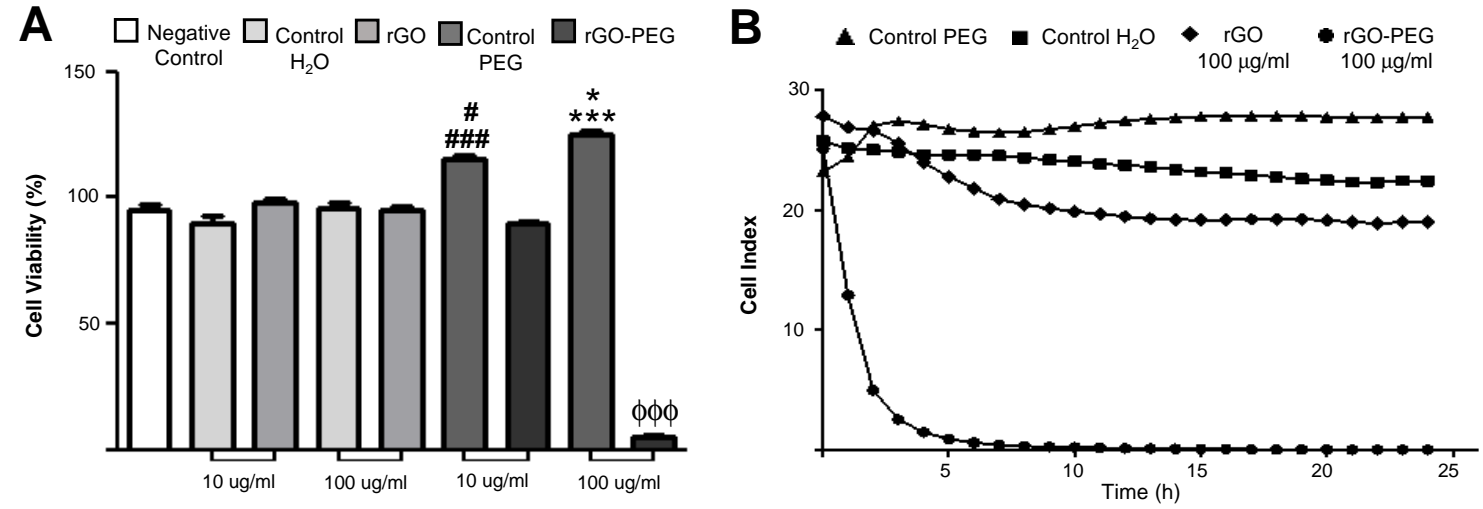 A
Negative
Control
Control
H₂O
rGO
Control
PEG
rGO-PEG
Cell Viability (%)
150
100
50
#
###
*
***
ϕϕϕ
10 ug/ml
100 ug/ml
10 ug/ml
100 ug/ml
B
Control PEG
Control H₂O
rGO
100 μg/ml
rGO-PEG
100 μg/ml
Cell Index
30
20
10
5
10
15
20
25
Time (h)